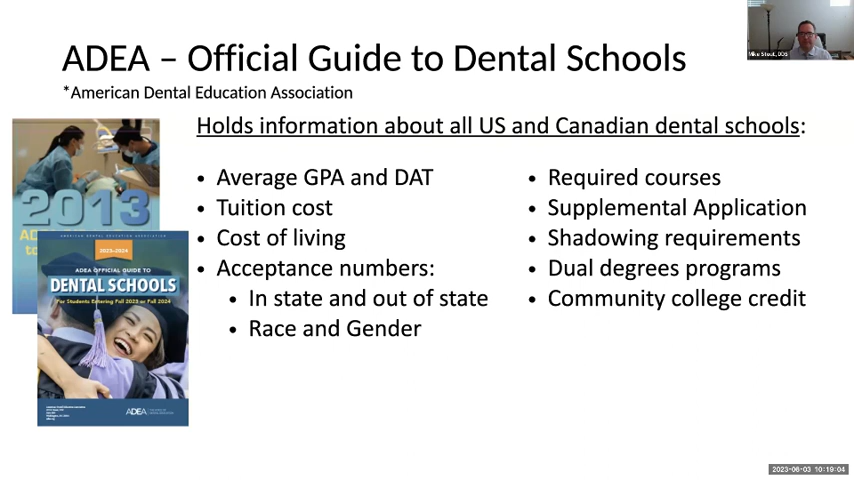 ADEA – Official Guide to Dental Schools
*American Dental Education Association
Mike Stout, DDS
Holds information about all US and Canadian dental schools:
• Average GPA and DAT
• Tuition cost
• Cost of living
• Acceptance numbers:
• In state and out of state
• Race and Gender
• Required courses
• Supplemental Application
• Shadowing requirements
• Dual degrees programs
• Community college credit
2013
AD
to
AMERICAN DENTAL EDUCATION ASSOCIATION
2023–2024
ADEA OFFICIAL GUIDE TO
DENTAL SCHOOLS
For Students Entering Fall 2023 or Fall 2024
ADEA
2023-06-03 10:19:04